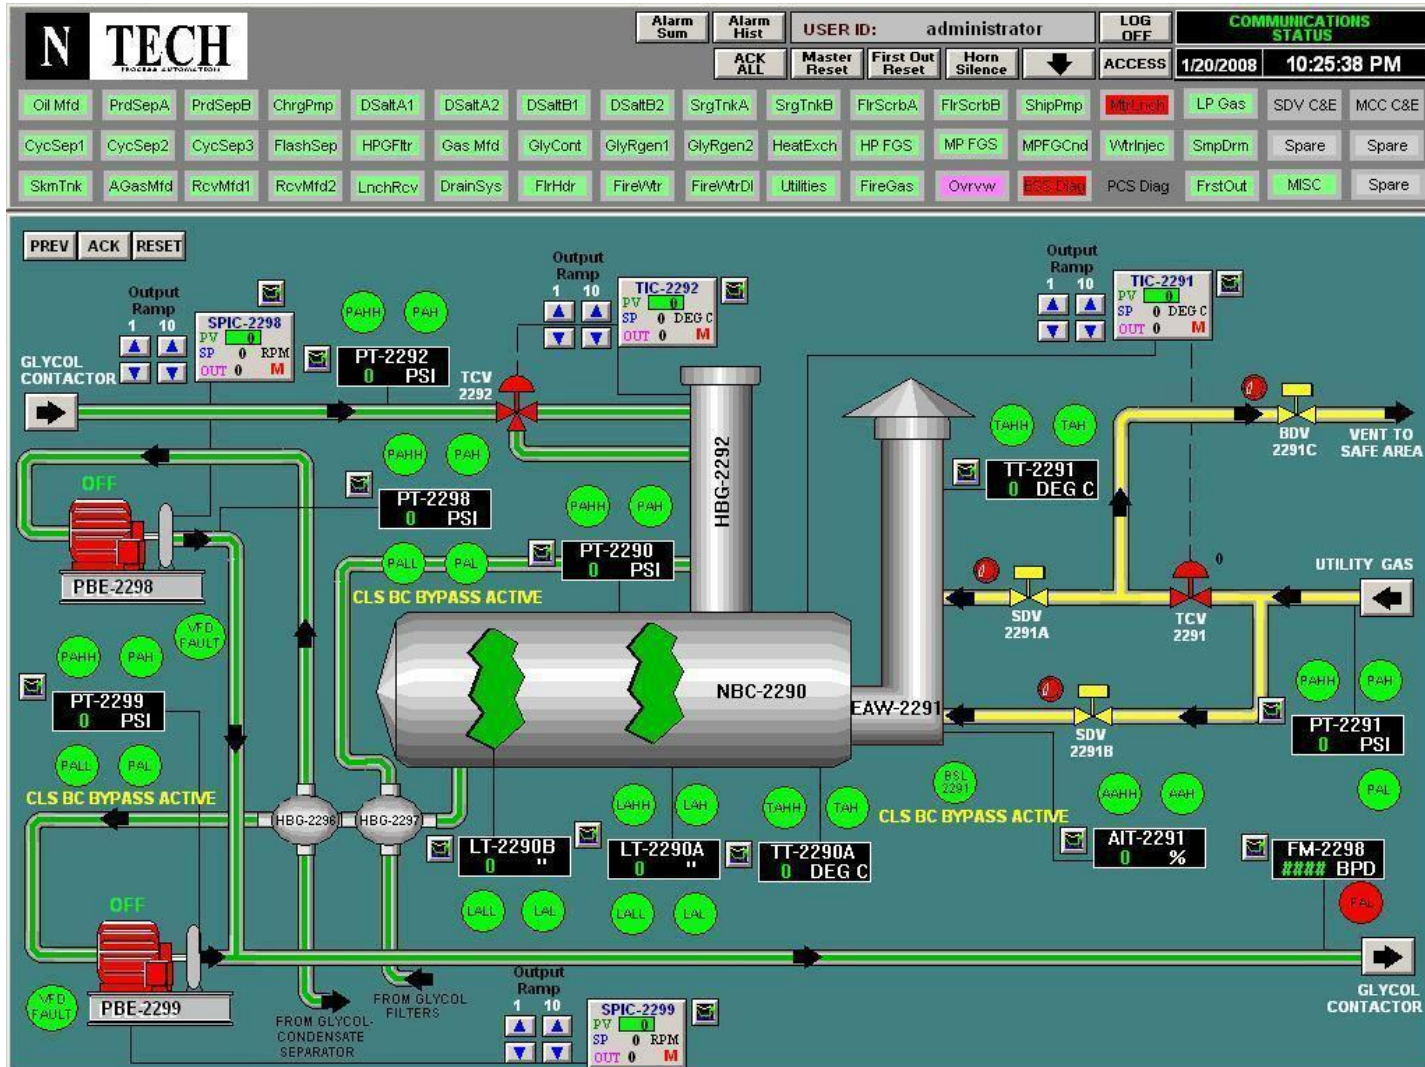 N TECH
PROCESS AUTOMATION
Alarm Sum
Alarm Hist
USER ID: administrator
LOG OFF
COMMUNICATIONS STATUS
ACK ALL
Master Reset
First Out Reset
Horn Silence
ACCESS
1/20/2008
10:25:38 PM
Oil Mfd PrdSepA PrdSepB ChrgPmp DSaltA1 DSaltA2 DSaltB1 DSaltB2 SrgTnkA SrgTnkB FlrScrbA FlrScrbB ShipPmp MtrLnch LP Gas SDV C&E MCC C&E
CycSep1 CycSep2 CycSep3 FlashSep HPGFltr Gas Mfd GlyCont GlyRgen1 GlyRgen2 HeatExch HP FGS MP FGS MPFGCnd WtrInjec SmpDrm Spare Spare
SkmTnk AGasMfd RcvMfd1 RcvMfd2 LnchRcv DrainSys FlrHdr FireWtr FireWtrDl Utilities FireGas Ovrvw ESS Diag PCS Diag FrstOut MISC Spare
PREV ACK RESET
Output Ramp
1 10
SPIC-2298
PV 0
SP 0 RPM
OUT 0 M
PAHH PAH
PT-2292
0 PSI
Output Ramp
1 10
TIC-2292
PV 0
SP 0 DEG C
OUT 0 M
Output Ramp
1 10
TIC-2291
PV 0
SP 0 DEG C
OUT 0 M
GLYCOL CONTACTOR
TCV 2292
BDV 2291C
VENT TO SAFE AREA
PAHH PAH
PT-2298
0 PSI
PALL PAL
CLS BC BYPASS ACTIVE
PAHH PAH
PT-2290
0 PSI
HBG-2292
TAHH TAH
TT-2291
0 DEG C
OFF
PBE-2298
VFD FAULT
0
UTILITY GAS
SDV 2291A
TCV 2291
PAHH PAH
PT-2299
0 PSI
PALL PAL
CLS BC BYPASS ACTIVE
NBC-2290
EAW-2291
SDV 2291B
PAHH PAH
PT-2291
0 PSI
PAL
HBG-2296
HBG-2297
LT-2290B
0 "
LALL LAL
LAHH LAH
LT-2290A
0 "
LALL LAL
TAHH TAH
TT-2290A
0 DEG C
BSL 2291
CLS BC BYPASS ACTIVE
AAHH AAH
AIT-2291
0 %
FM-2298
#### BPD
FAL
OFF
PBE-2299
VFD FAULT
FROM GLYCOL-CONDENSATE SEPARATOR
FROM GLYCOL FILTERS
Output Ramp
1 10
SPIC-2299
PV 0
SP 0 RPM
OUT 0 M
GLYCOL CONTACTOR